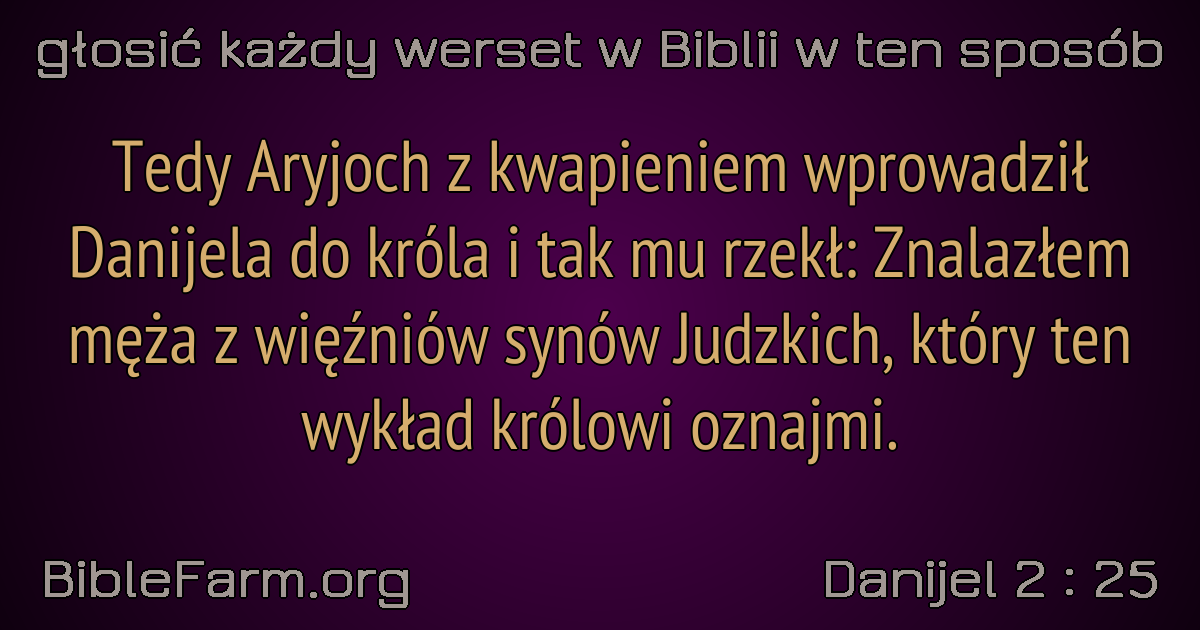 głosić każdy werset w Biblii w ten sposób
Tedy Aryjoch z kwapieniem wprowadził
Danijela do króla i tak mu rzekł: Znalazłem
męża z więźniów synów Judzkich, który ten
wykład królowi oznajmi.
BibleFarm.org
Danijel 2 : 25